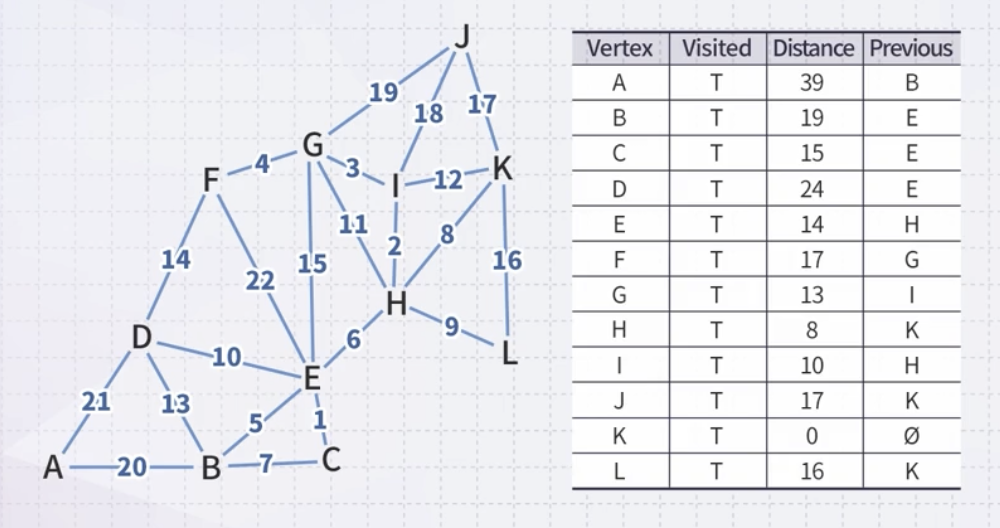 J
19
18
17
G
4
3
K
F
I
12
11
8
14
22
15
2
16
H
9
D
6
L
10
E
21
13
5
1
A
20
B
7
C
Vertex Visited Distance Previous
A T 39 B
B T 19 E
C T 15 E
D T 24 E
E T 14 H
F T 17 G
G T 13 I
H T 8 K
I T 10 H
J T 17 K
K T 0 Ø
L T 16 K